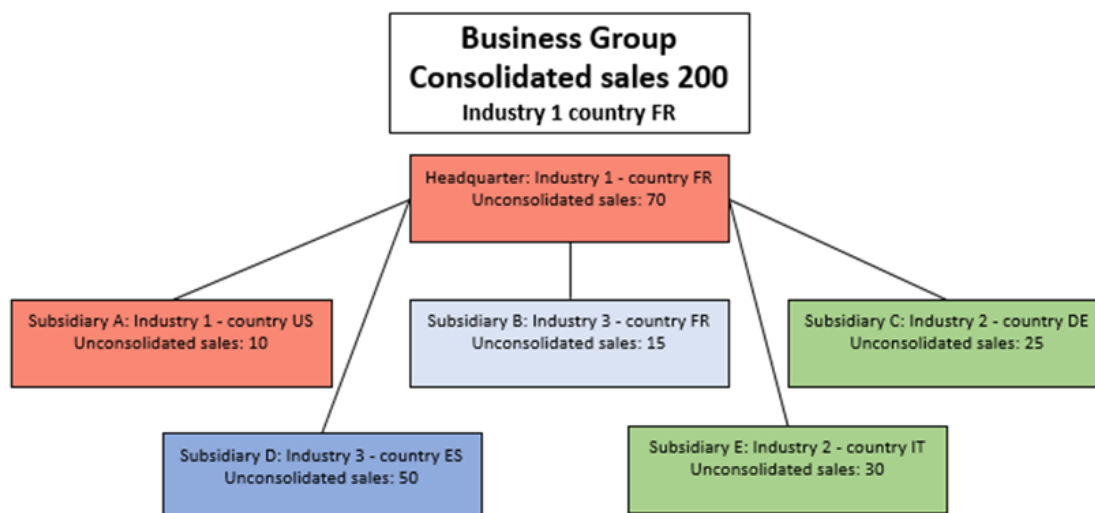 Business Group
Consolidated sales 200
Industry 1 country FR
Headquarter: Industry 1 - country FR
Unconsolidated sales: 70
Subsidiary A: Industry 1 - country US
Unconsolidated sales: 10
Subsidiary B: Industry 3 - country FR
Unconsolidated sales: 15
Subsidiary C: Industry 2 - country DE
Unconsolidated sales: 25
Subsidiary D: Industry 3 - country ES
Unconsolidated sales: 50
Subsidiary E: Industry 2 - country IT
Unconsolidated sales: 30